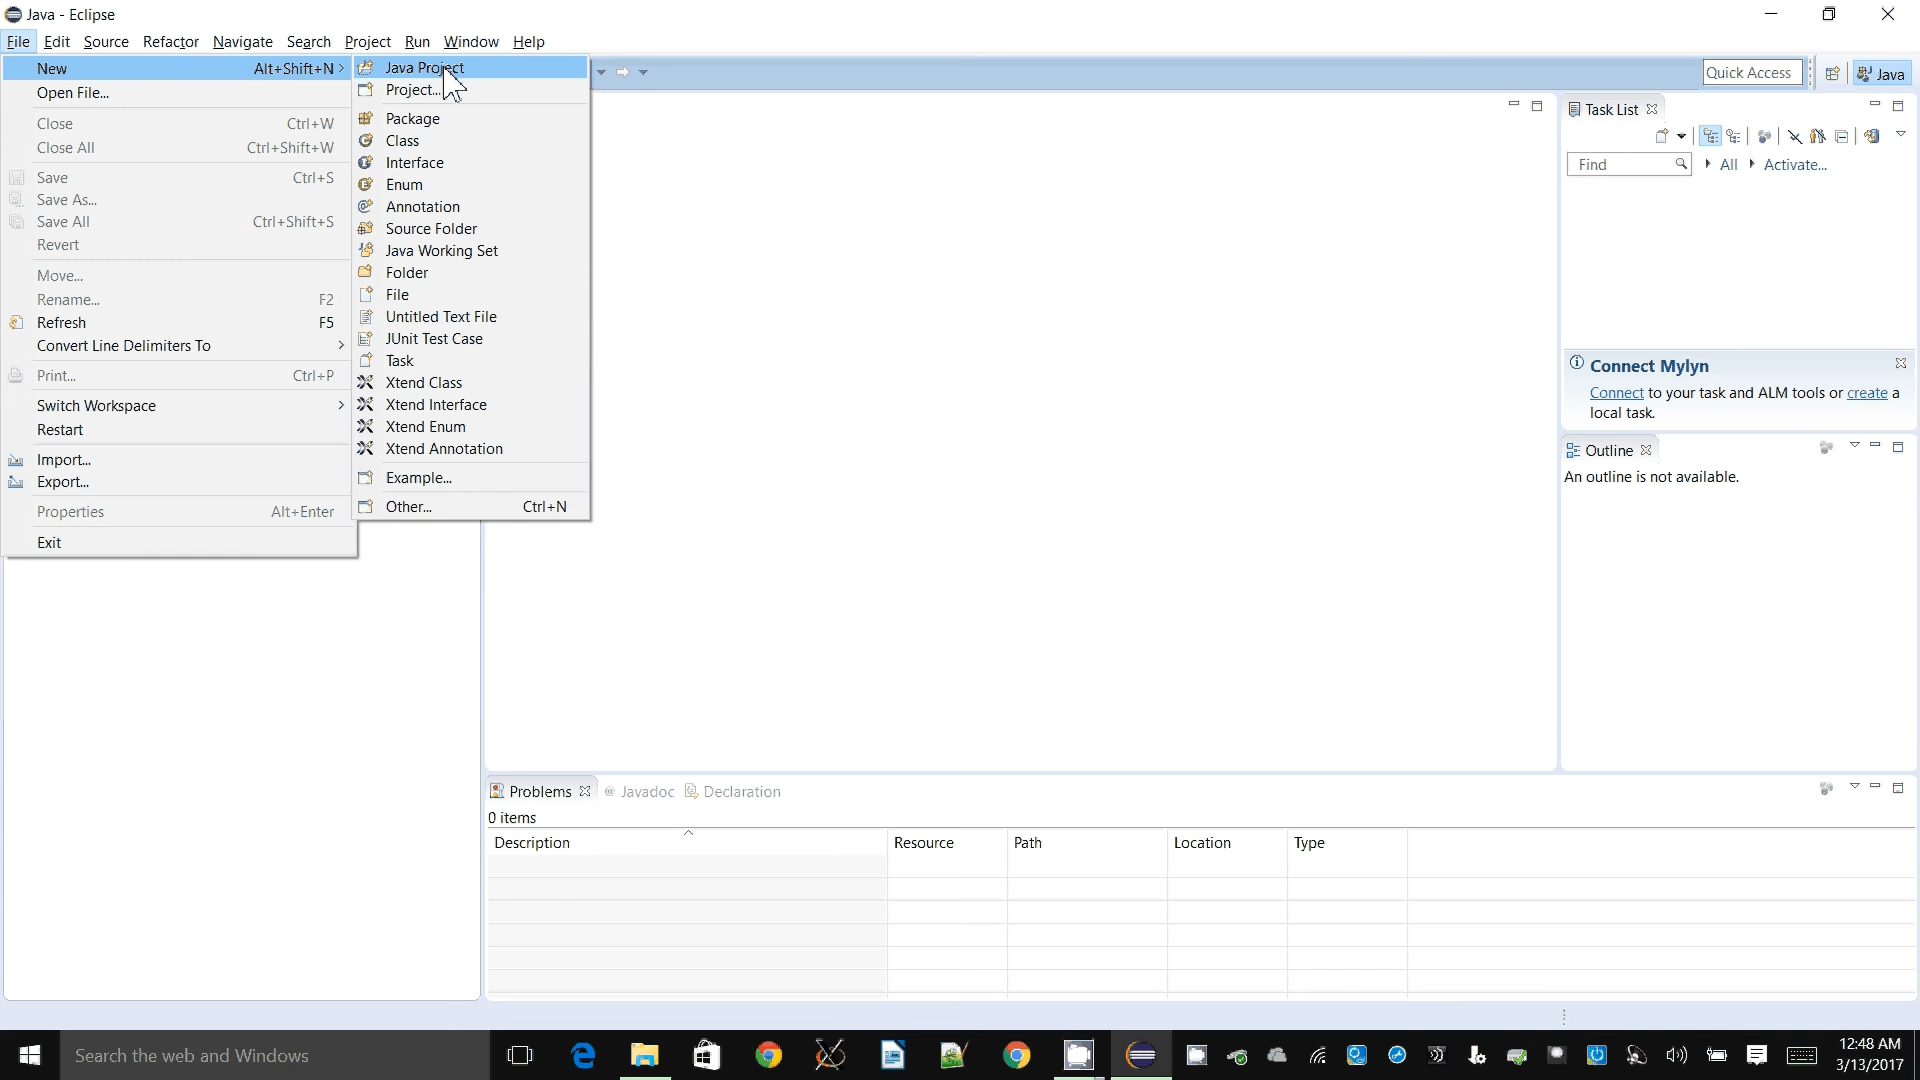 Java - Eclipse
File Edit Source Refactor Navigate Search Project Run Window Help
New Alt+Shift+N
Open File...
Close Ctrl+W
Close All Ctrl+Shift+W
Save Ctrl+S
Save As...
Save All Ctrl+Shift+S
Revert
Move...
Rename... F2
Refresh F5
Convert Line Delimiters To
Print... Ctrl+P
Switch Workspace
Restart
Import...
Export...
Properties Alt+Enter
Exit
Java Project
Project...
Package
Class
Interface
Enum
Annotation
Source Folder
Java Working Set
Folder
File
Untitled Text File
JUnit Test Case
Task
Xtend Class
Xtend Interface
Xtend Enum
Xtend Annotation
Example...
Other... Ctrl+N
Quick Access Java
Task List
Find All Activate...
Connect Mylyn
Connect to your task and ALM tools or create a
local task.
Outline
An outline is not available.
Problems Javadoc Declaration
0 items
Description Resource Path Location Type
Search the web and Windows
12:48 AM
3/13/2017